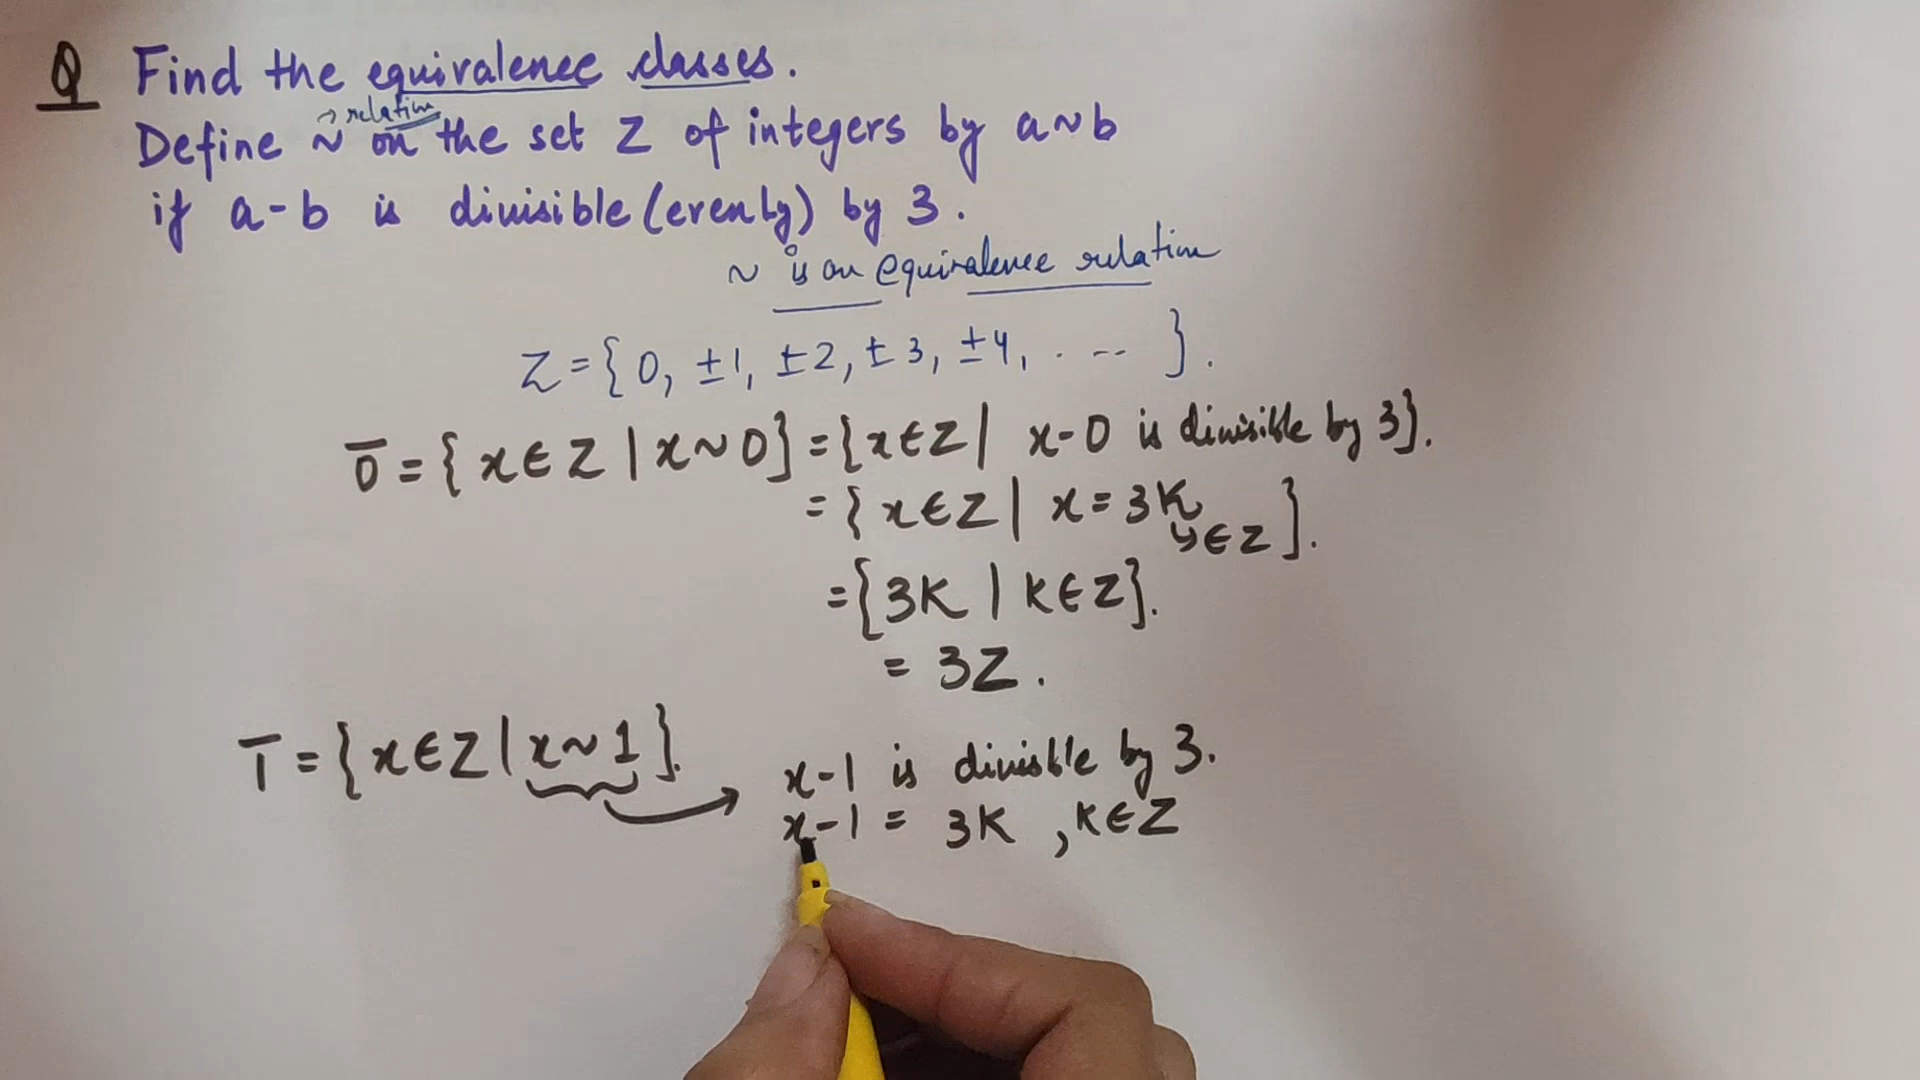 Q Find the equivalence classes.
→ relation
Define ~ on the set Z of integers by a~b
if a-b is divisible (evenly) by 3.
~ is an equivalence relation
Z = {0, ±1, ±2, ±3, ±4, . -- }.
0̅ = {x∈Z | x~0} = {x∈Z | x-0 is divisible by 3}.
= {x∈Z | x = 3K ↳∈Z}.
= {3K | K∈Z}.
= 3Z.
1̅ = {x∈Z | x~1}. → x-1 is divisble by 3.
x-1 = 3K , K∈Z